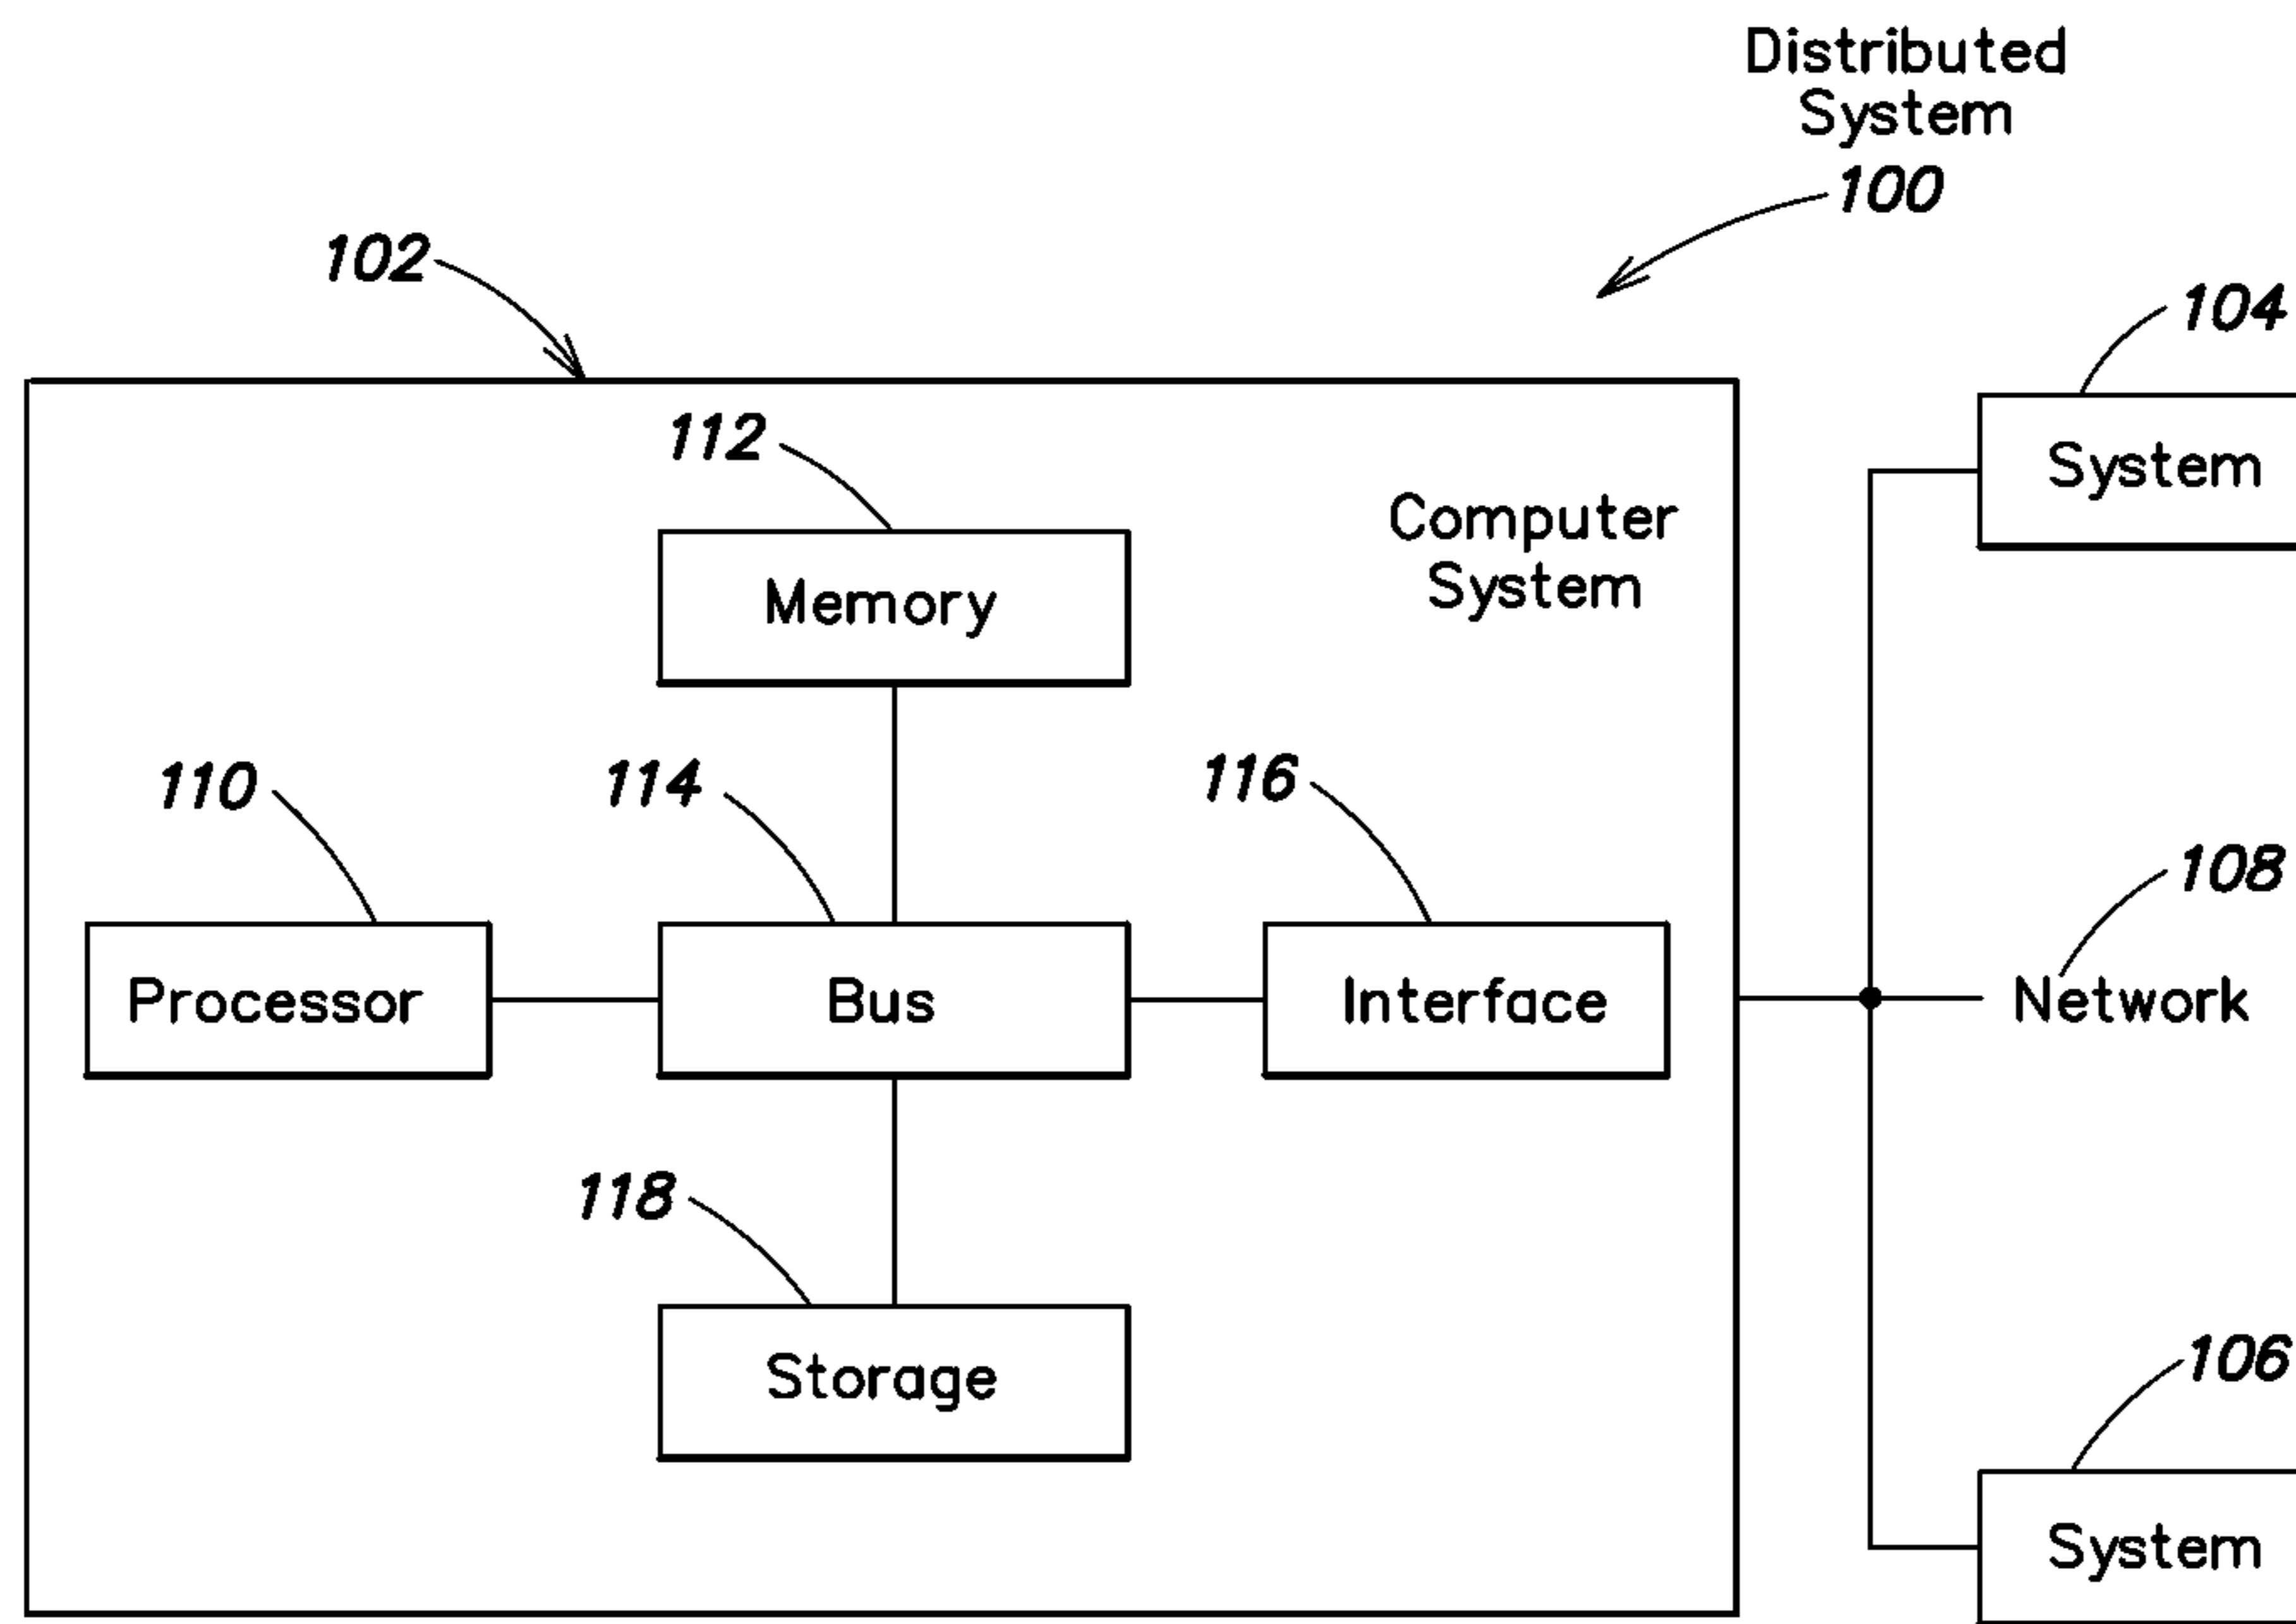 Distributed
System
100
102
104
112
Computer
System
System
Memory
110
114
116
108
Processor
Bus
Interface
Network
118
106
Storage
System